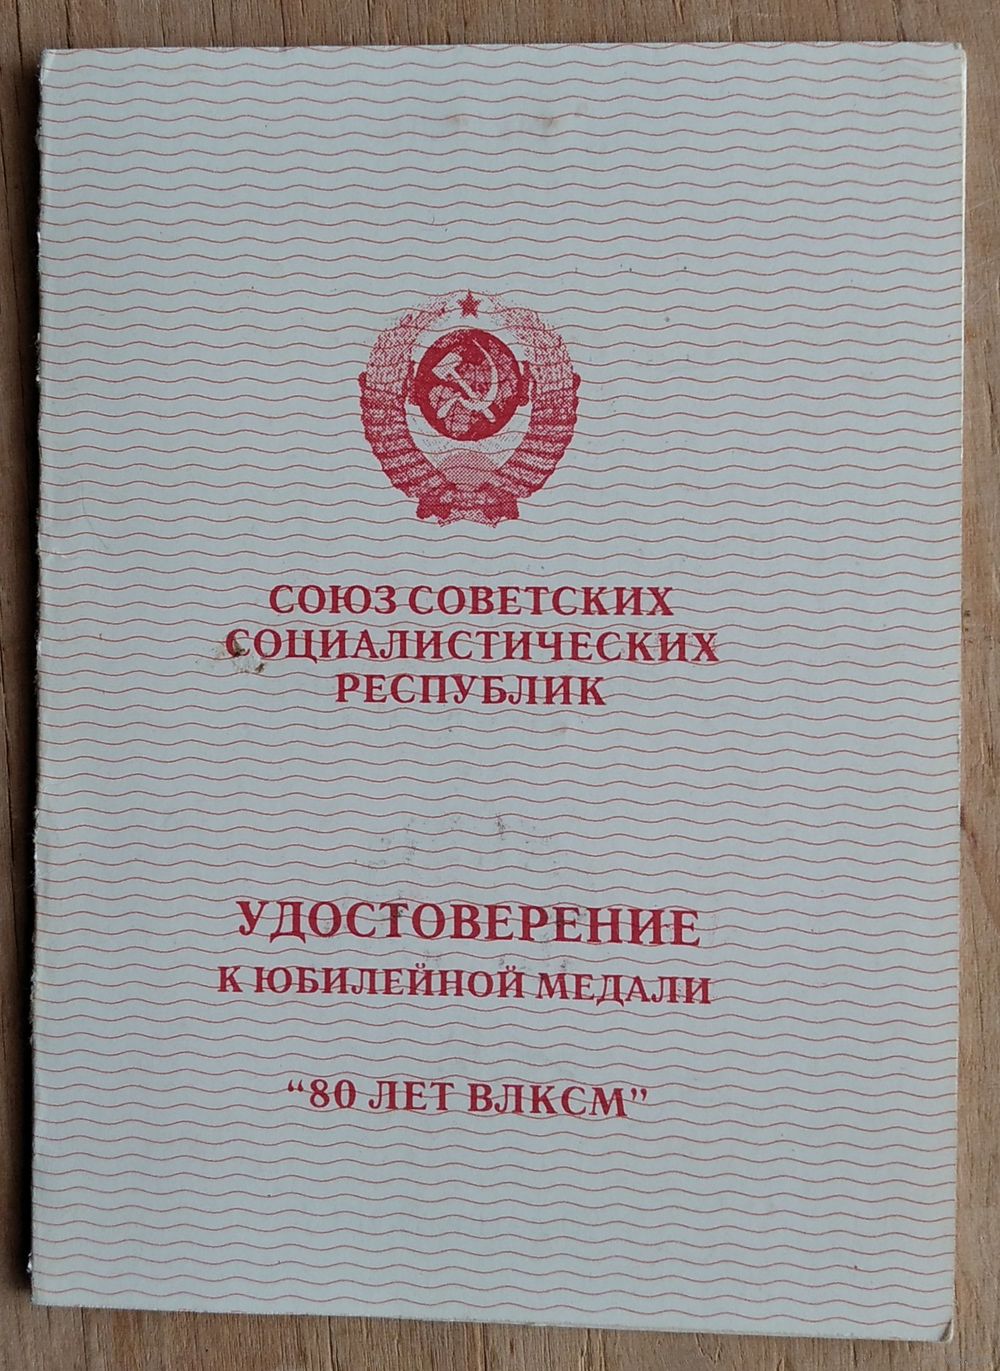 СОЮЗ СОВЕТСКИХ
СОЦИАЛИСТИЧЕСКИХ
РЕСПУБЛИК
УДОСТОВЕРЕНИЕ
К ЮБИЛЕЙНОЙ МЕДАЛИ
“80 ЛЕТ ВЛКСМ”